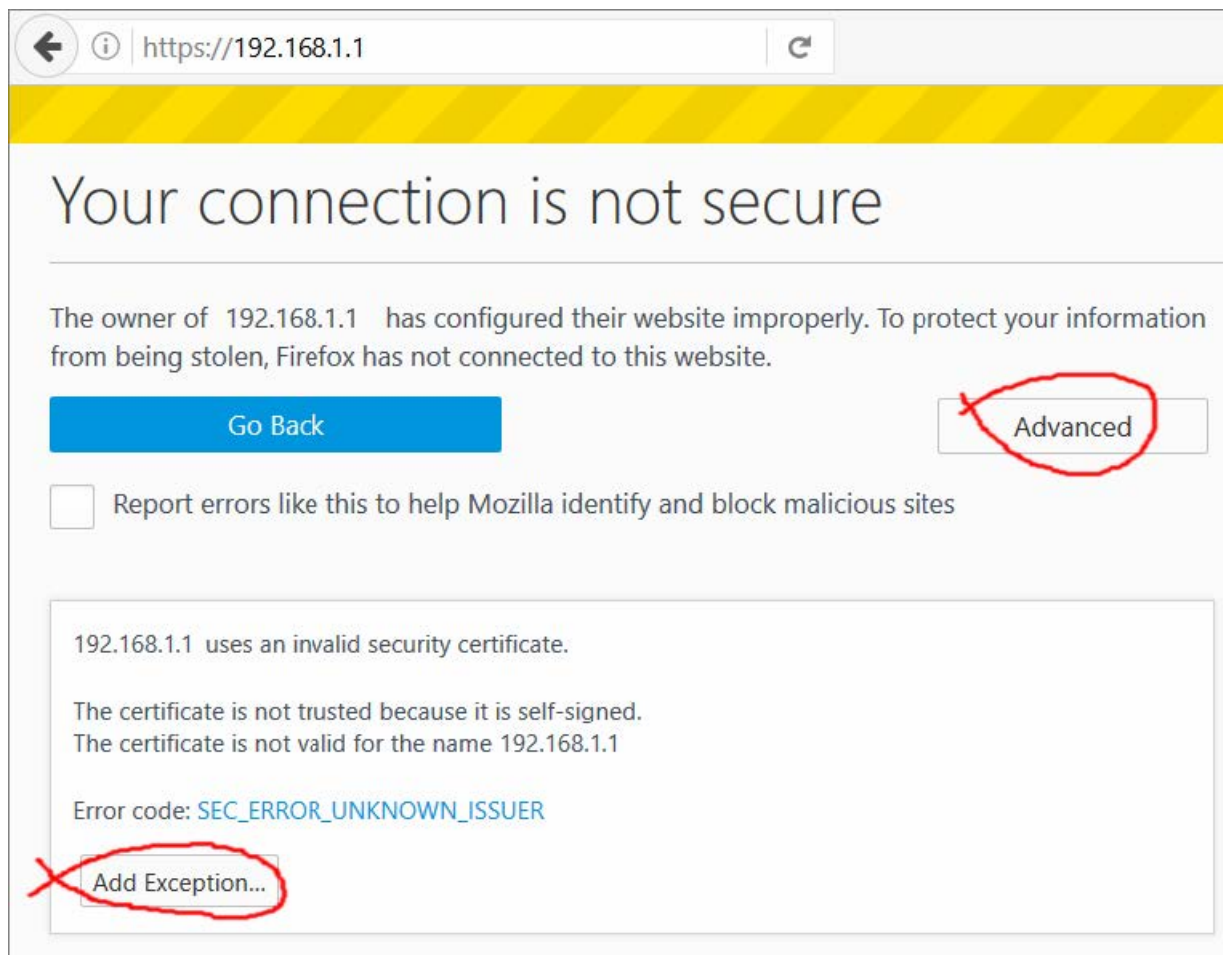 https://192.168.1.1
Your connection is not secure
The owner of 192.168.1.1 has configured their website improperly. To protect your information
from being stolen, Firefox has not connected to this website.
Go Back
Advanced
Report errors like this to help Mozilla identify and block malicious sites
192.168.1.1 uses an invalid security certificate.
The certificate is not trusted because it is self-signed.
The certificate is not valid for the name 192.168.1.1
Error code: SEC_ERROR_UNKNOWN_ISSUER
Add Exception...